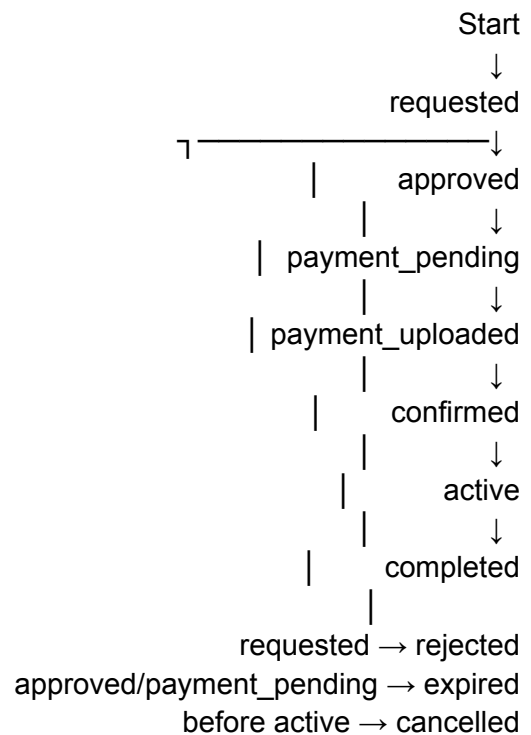 Start
↓
requested
┐──────────────↓
│ approved
│ ↓
│ payment_pending
│ ↓
│ payment_uploaded
│ ↓
│ confirmed
│ ↓
│ active
│ ↓
│ completed
│
requested → rejected
approved/payment_pending → expired
before active → cancelled